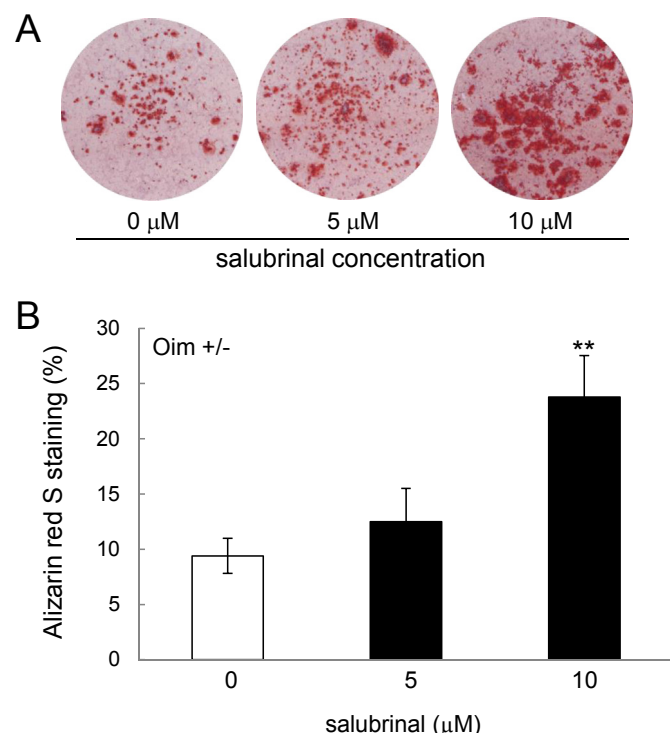 A
0 μM 5 μM 10 μM
salubrinal concentration
B
Alizarin red S staining (%)
30
25
20
15
10
5
0
Oim +/-
**
0 5 10
salubrinal (μM)